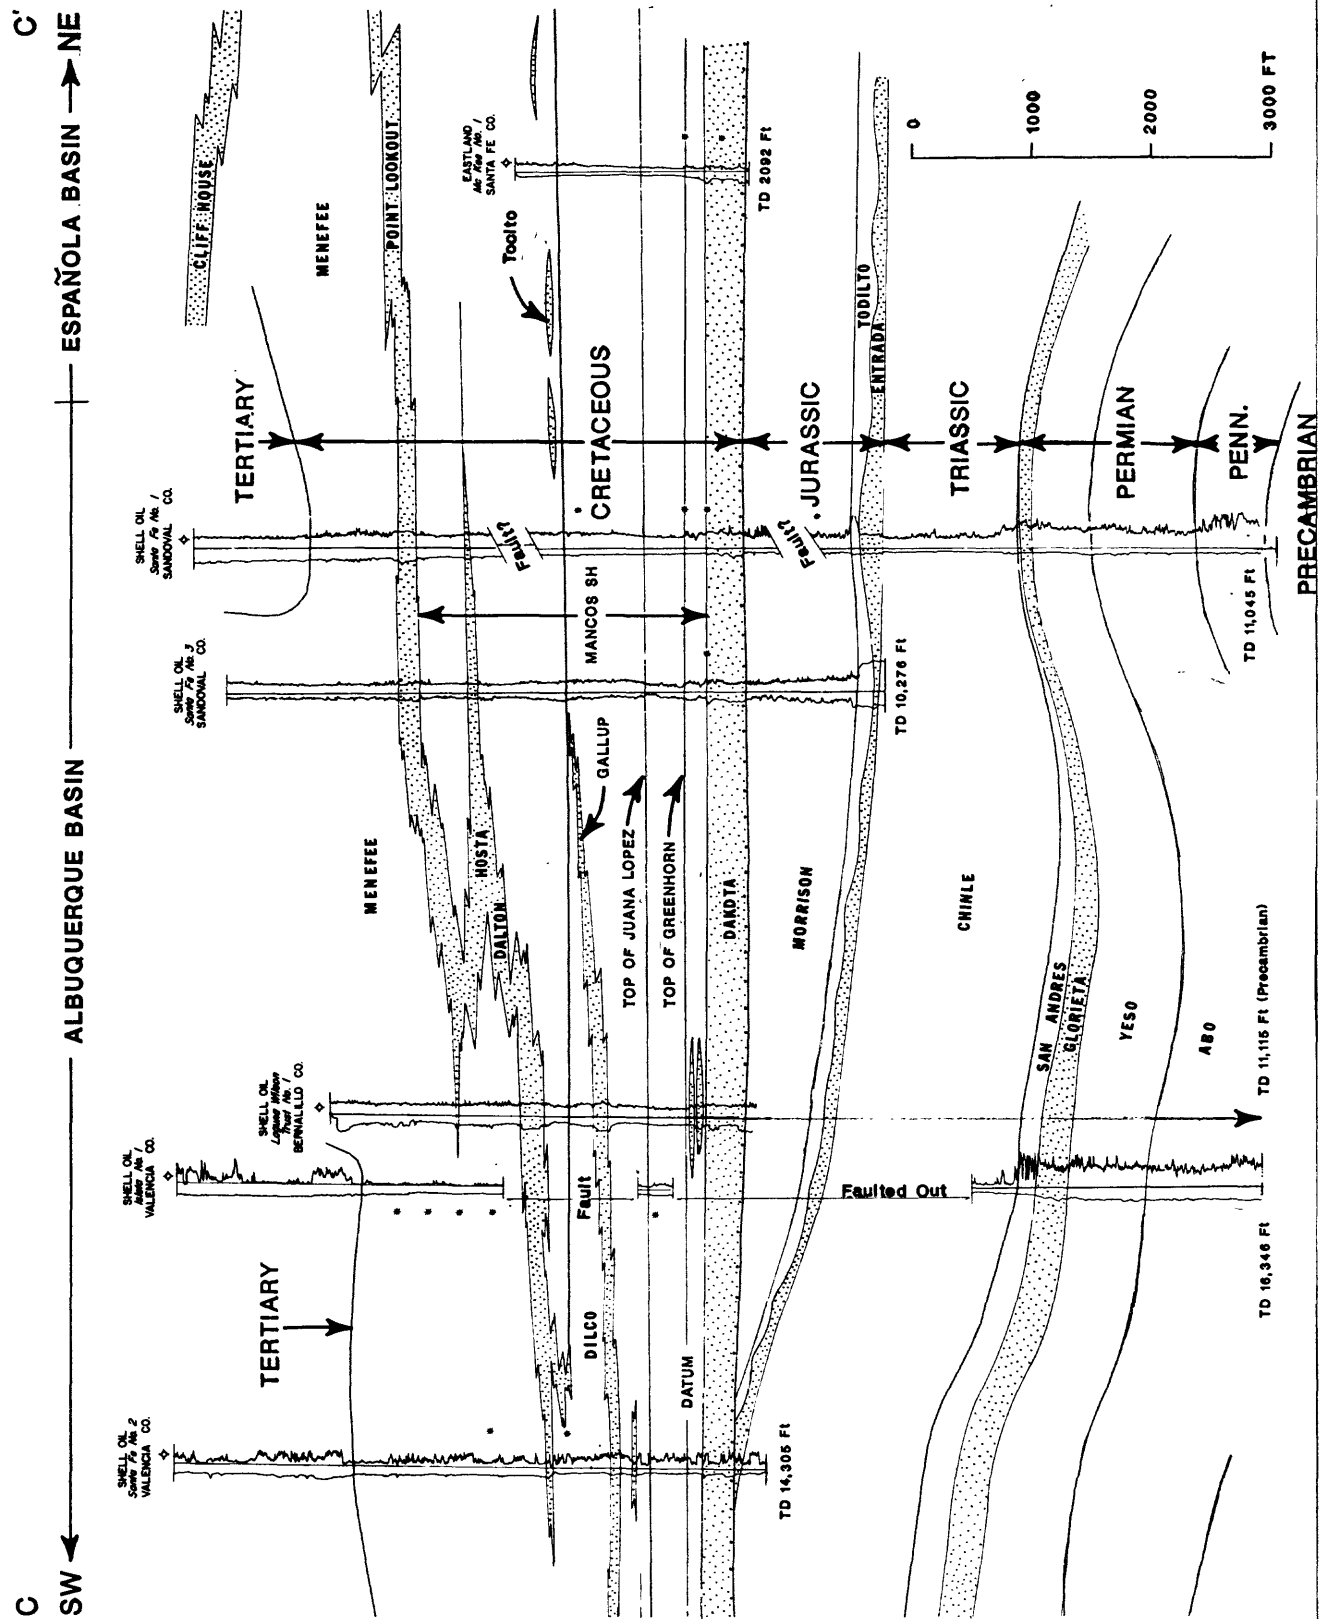 C
C'
SW
ALBUQUERQUE BASIN
ESPAÑOLA BASIN
NE
SHELL OIL
Santa Fe No. 2
VALENCIA CO.
SHELL OIL
Isleta No. 1
VALENCIA CO.
SHELL OIL
Laguna Wilson
Trust No. 1
BERNALILLO CO.
SHELL OIL
Santa Fe No. 3
SANDOVAL CO.
SHELL OIL
Santa Fe No. 1
SANDOVAL CO.
EASTLAND
Mc Kee No. 1
SANTA FE CO.
CLIFF HOUSE
MENEFEE
POINT LOOKOUT
Tocito
TERTIARY
TERTIARY
MENEFEE
HOSTA
DALTON
Fault?
CRETACEOUS
MANCOS SH
GALLUP
Fault
DILCO
TOP OF JUANA LOPEZ
TOP OF GREENHORN
DATUM
DAKOTA
TD 2092 Ft
Fault?
JURASSIC
MORRISON
TODILTO
ENTRADA
TD 14,305 Ft
Faulted Out
TD 10,276 Ft
TRIASSIC
CHINLE
SAN ANDRES
GLORIETA
PERMIAN
YESO
ABO
PENN.
TD 16,346 Ft
TD 11,115 Ft (Precambrian)
TD 11,045 Ft
PRECAMBRIAN
0
1000
2000
3000 FT